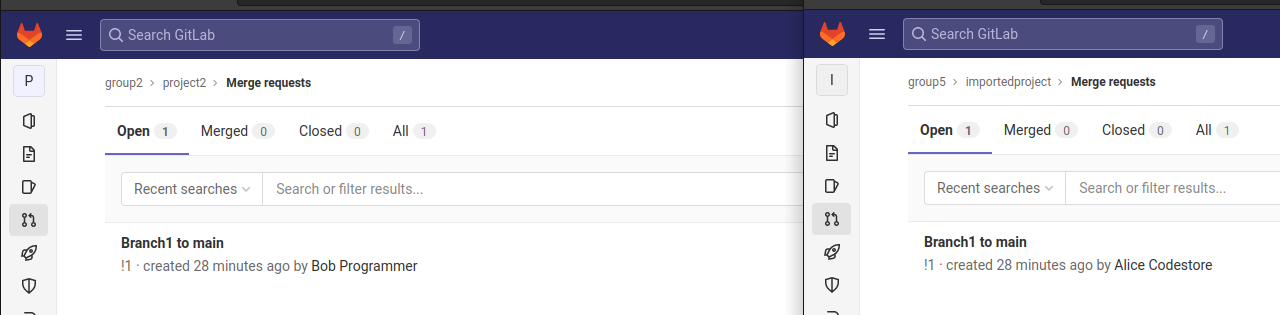 Search GitLab /
P
group2 > project2 > Merge requests
Open 1 Merged 0 Closed 0 All 1
Recent searches Search or filter results...
Branch1 to main
!1 · created 28 minutes ago by Bob Programmer
Search GitLab /
I
group5 > importedproject > Merge requests
Open 1 Merged 0 Closed 0 All 1
Recent searches Search or filter results...
Branch1 to main
!1 · created 28 minutes ago by Alice Codestore